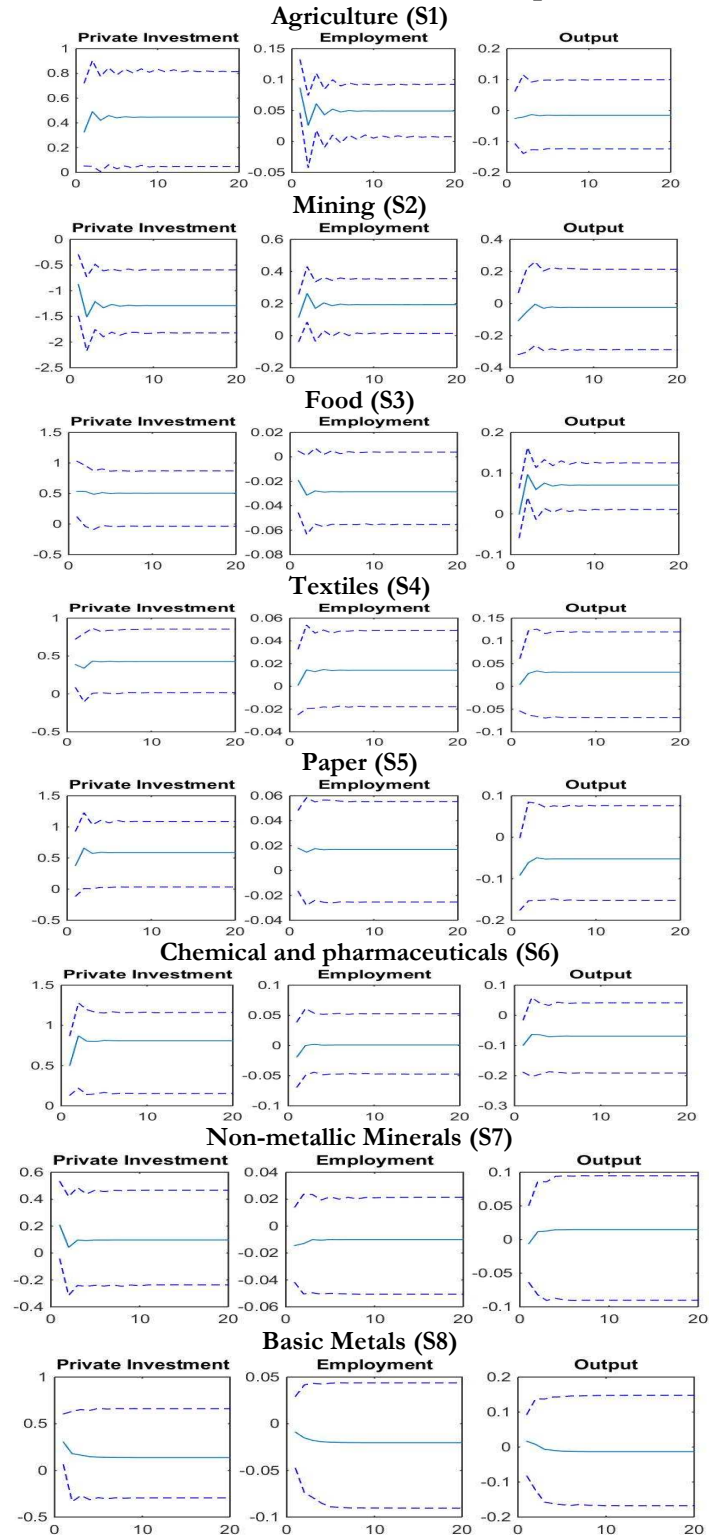 Agriculture (S1)
Private Investment Employment Output
1 0.15 0.2
0.8 0.1 0.1
0.6 0.05 0
0.4 0 -0.1
0.2 -0.05 -0.2
0
0 10 20 0 10 20 0 10 20
Mining (S2)
Private Investment Employment Output
0 0.6 0.4
-0.5 0.4 0.2
-1 0.2 0
-1.5 0 -0.2
-2 -0.2 -0.4
-2.5
0 10 20 0 10 20 0 10 20
Food (S3)
Private Investment Employment Output
1.5 0.02 0.2
1 0 0.1
0.5 -0.02 0
0 -0.04 -0.1
-0.5 -0.06
-0.08
0 10 20 0 10 20 0 10 20
Textiles (S4)
Private Investment Employment Output
1 0.06 0.15
0.5 0.04 0.1
0 0.02 0.05
-0.5 0 0
-0.02 -0.05
-0.04 -0.1
0 10 20 0 10 20 0 10 20
Paper (S5)
Private Investment Employment Output
1.5 0.06 0.1
1 0.04 0
0.5 0.02 -0.1
0 0 -0.2
-0.5 -0.02
-0.04
0 10 20 0 10 20 0 10 20
Chemical and pharmaceuticals (S6)
Private Investment Employment Output
1.5 0.1 0.1
1 0.05 0
0.5 0 -0.1
0 -0.05 -0.2
-0.1 -0.3
0 10 20 0 10 20 0 10 20
Non-metallic Minerals (S7)
Private Investment Employment Output
0.6 0.04 0.1
0.4 0.02 0.05
0.2 0 0
0 -0.02 -0.05
-0.2 -0.04 -0.1
-0.4 -0.06
0 10 20 0 10 20 0 10 20
Basic Metals (S8)
Private Investment Employment Output
1 0.05 0.2
0.5 0 0.1
0 -0.05 0
-0.5 -0.1 -0.1
-0.2
0 10 20 0 10 20 0 10 20